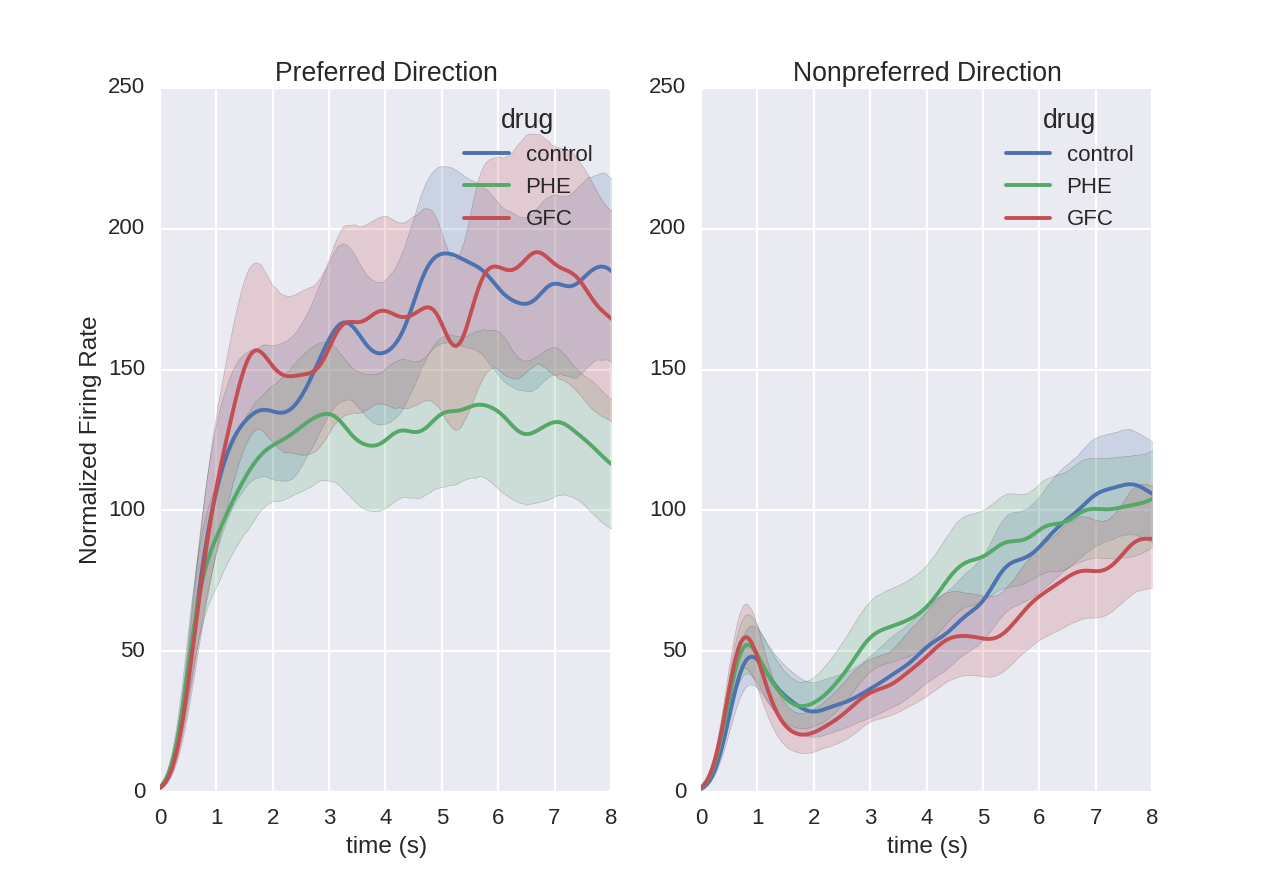 Preferred Direction
Nonpreferred Direction
250
200
150
100
50
0
Normalized Firing Rate
drug
control
PHE
GFC
0 1 2 3 4 5 6 7 8
time (s)
250
200
150
100
50
0
drug
control
PHE
GFC
0 1 2 3 4 5 6 7 8
time (s)